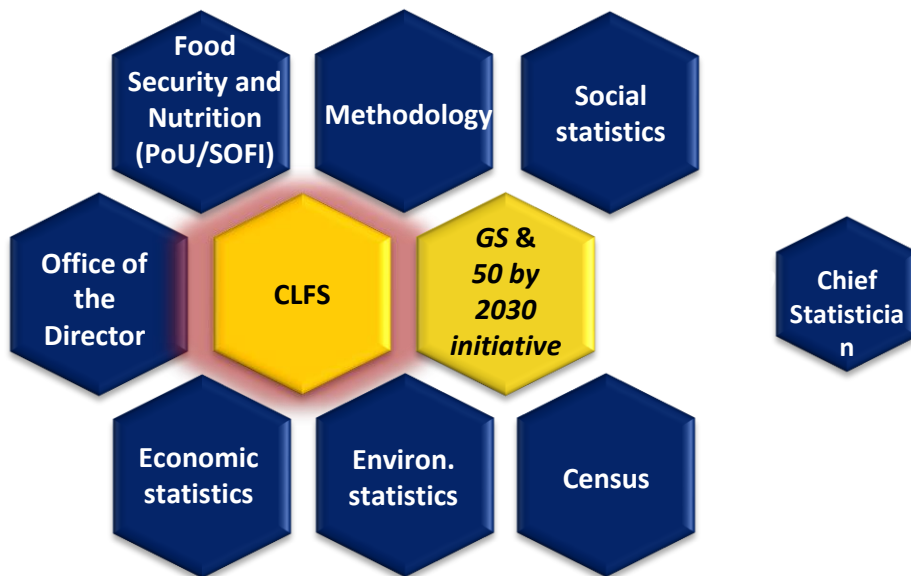 Food
Security and
Nutrition
(PoU/SOFI)
Methodology
Social
statistics
Office of
the
Director
CLFS
GS &
50 by
2030
initiative
Chief
Statisticia
n
Economic
statistics
Environ.
statistics
Census